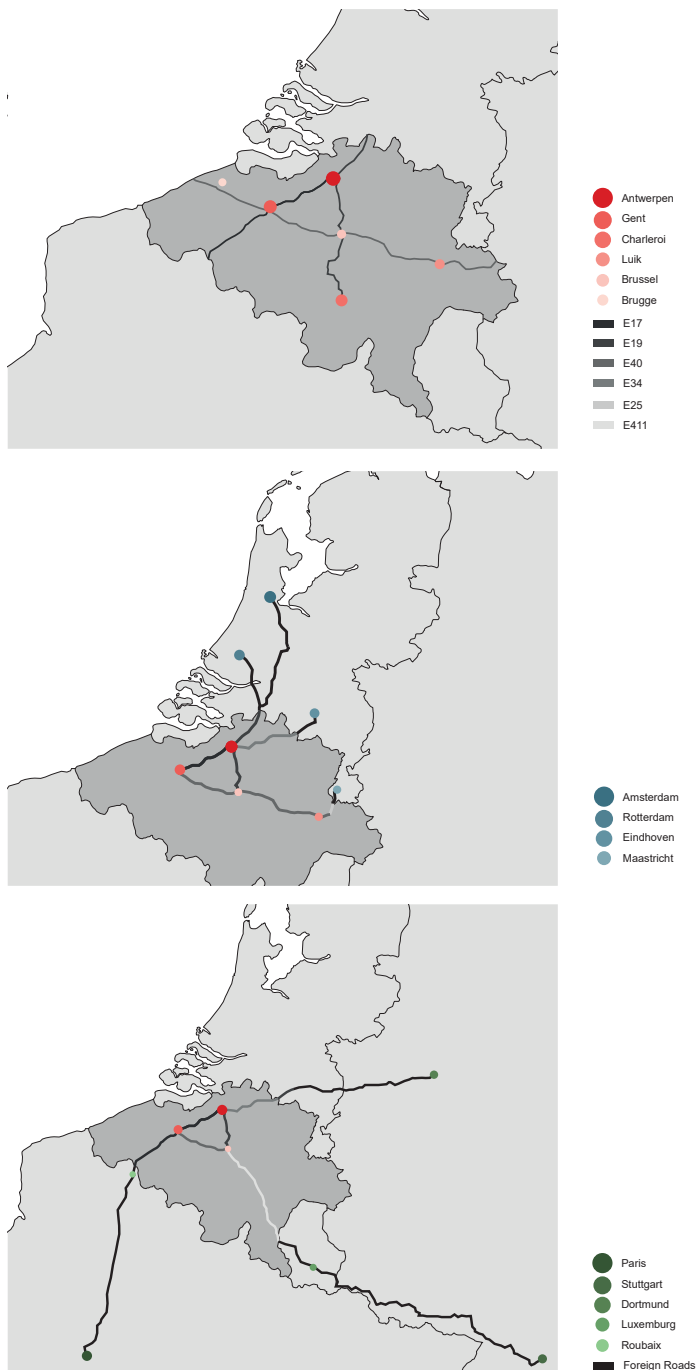 Antwerpen
Gent
Charleroi
Luik
Brussel
Brugge
E17
E19
E40
E34
E25
E411
Amsterdam
Rotterdam
Eindhoven
Maastricht
Paris
Stuttgart
Dortmund
Luxemburg
Roubaix
Foreign Roads